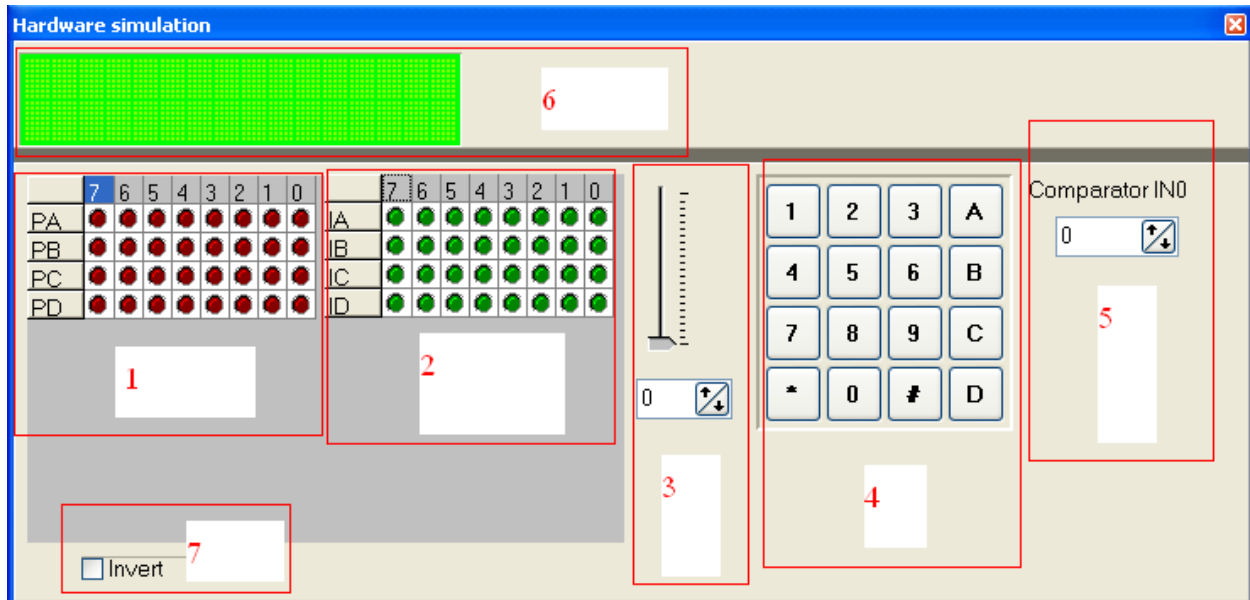 Hardware simulation
6
7 6 5 4 3 2 1 0
PA
PB
PC
PD
1
7 6 5 4 3 2 1 0
IA
IB
IC
ID
2
0
3
1 2 3 A
4 5 6 B
7 8 9 C
* 0 # D
4
Comparator IN0
0
5
Invert
7